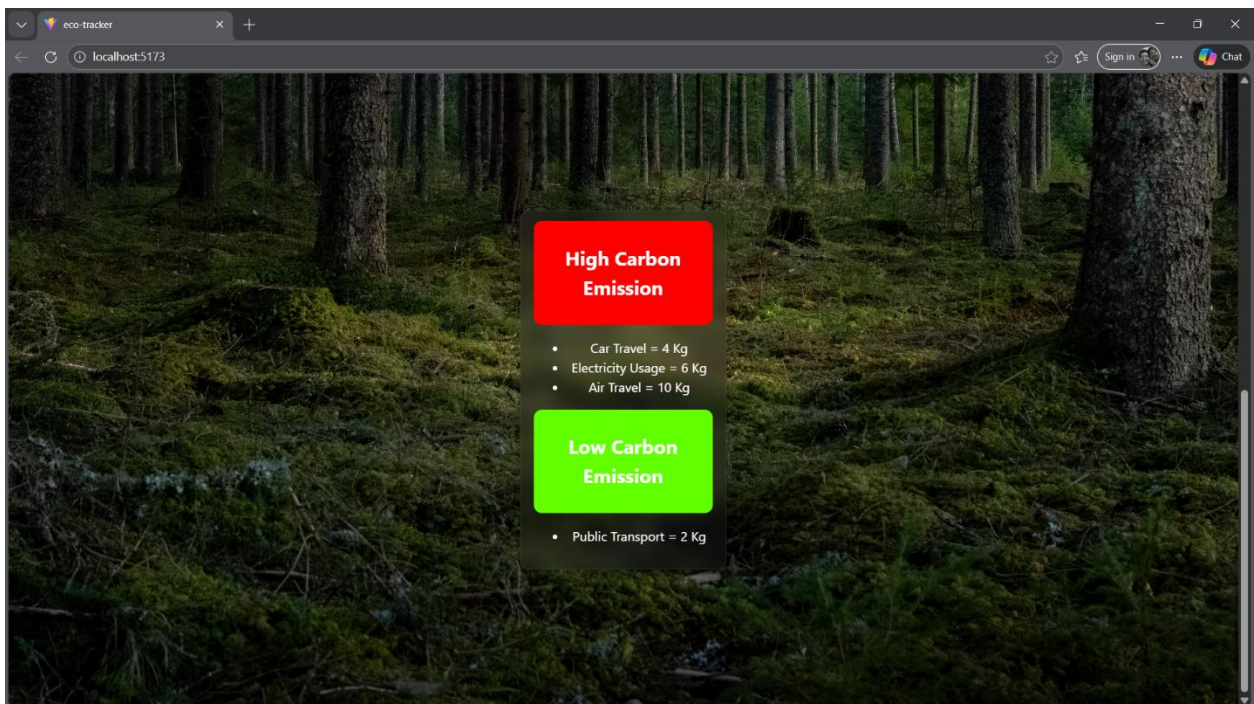 eco-tracker
localhost:5173
Sign in
Chat
High Carbon
Emission
• Car Travel = 4 Kg
• Electricity Usage = 6 Kg
• Air Travel = 10 Kg
Low Carbon
Emission
• Public Transport = 2 Kg